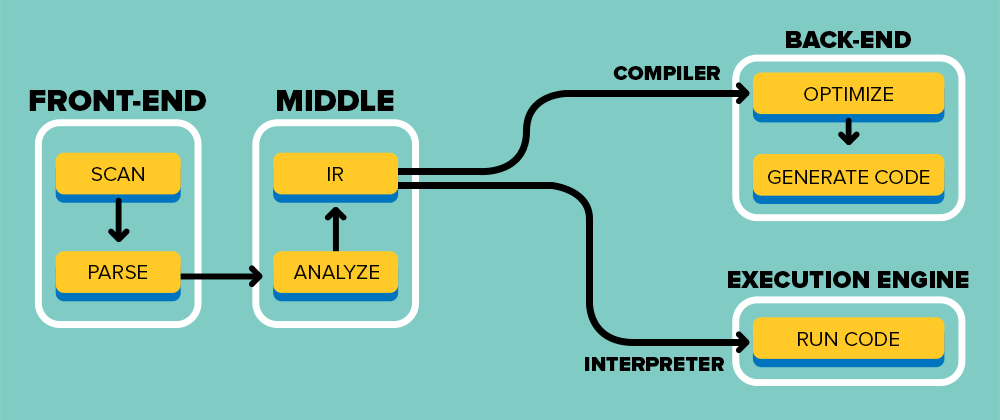 FRONT-END
SCAN
PARSE
MIDDLE
IR
ANALYZE
COMPILER
BACK-END
OPTIMIZE
GENERATE CODE
INTERPRETER
EXECUTION ENGINE
RUN CODE